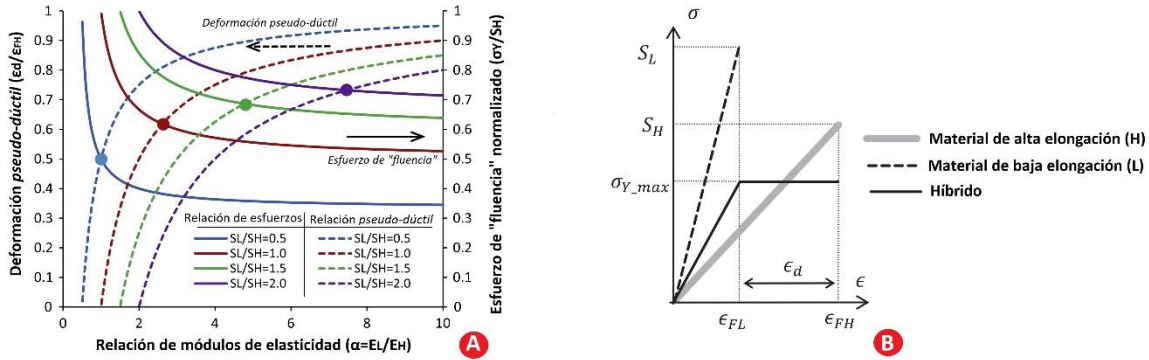 Deformación pseudo-dúctil (εd/εFH)
1
0.9
0.8
0.7
0.6
0.5
0.4
0.3
0.2
0.1
0
Deformación pseudo-dúctil
Esfuerzo de "fluencia"
Relación de esfuerzos
Relación pseudo-dúctil
SL/SH=0.5
SL/SH=0.5
SL/SH=1.0
SL/SH=1.0
SL/SH=1.5
SL/SH=1.5
SL/SH=2.0
SL/SH=2.0
0 2 4 6 8 10
Relación de módulos de elasticidad (α=EL/EH)
1
0.9
0.8
0.7
0.6
0.5
0.4
0.3
0.2
0.1
0
Esfuerzo de "fluencia" normalizado (σY/SH)
A
σ
S_L
S_H
σ_Y_max
ϵ_d
ϵ
ϵ_FL
ϵ_FH
Material de alta elongación (H)
Material de baja elongación (L)
Híbrido
B